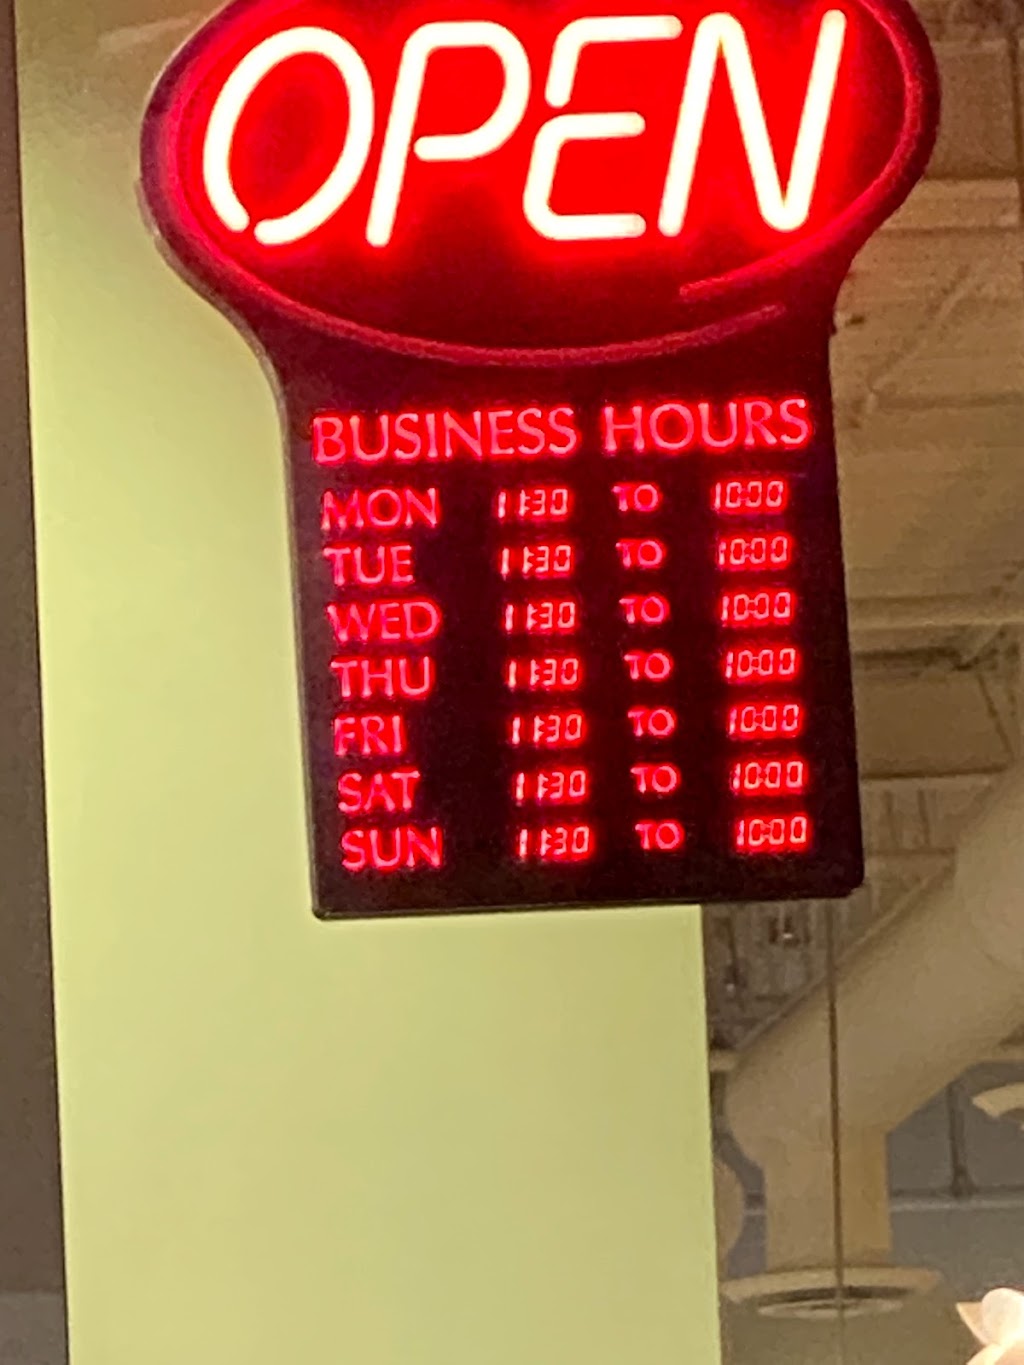 OPEN
BUSINESS HOURS
MON 11:30 TO 10:00
TUE 11:30 TO 10:00
WED 11:30 TO 10:00
THU 11:30 TO 10:00
FRI 11:30 TO 10:00
SAT 11:30 TO 10:00
SUN 11:30 TO 10:00